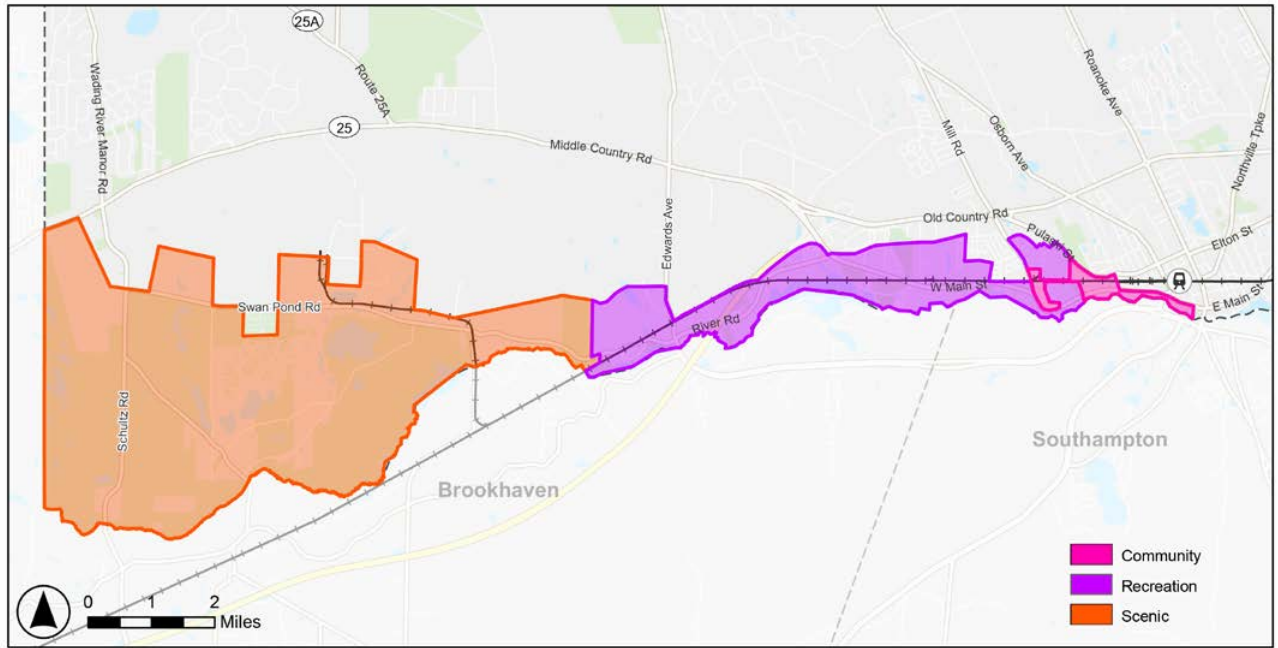 25A
Route 25A
Wading River Manor Rd
25
Middle Country Rd
Mill Rd
Osborn Ave
Roanoke Ave
Northville Tpke
Edwards Ave
Old Country Rd
Pulaski St
Elton St
Swan Pond Rd
W Main St
E Main St
River Rd
Schultz Rd
Southampton
Brookhaven
Community
Recreation
Scenic
0 1 2
Miles